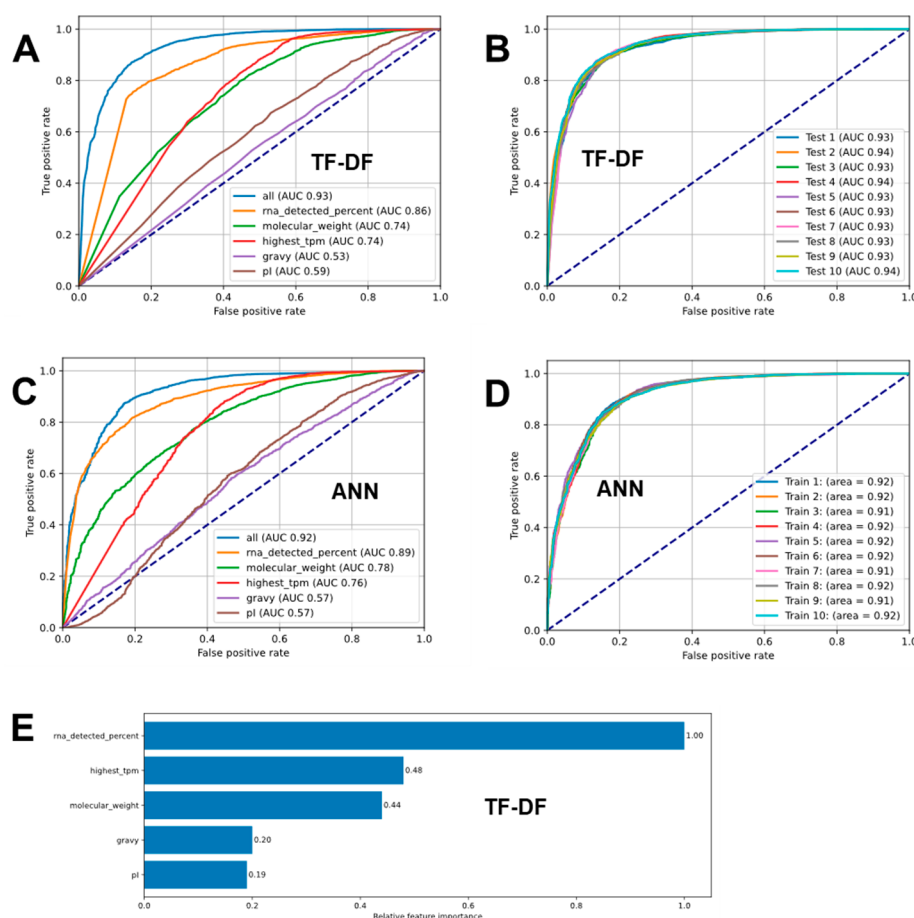 A
1.0
0.8
0.6
0.4
0.2
0.0
True positive rate
TF-DF
all (AUC 0.93)
rna_detected_percent (AUC 0.86)
molecular_weight (AUC 0.74)
highest_tpm (AUC 0.74)
gravy (AUC 0.53)
pI (AUC 0.59)
0.0 0.2 0.4 0.6 0.8 1.0
False positive rate
B
1.0
0.8
0.6
0.4
0.2
0.0
True positive rate
TF-DF
Test 1 (AUC 0.93)
Test 2 (AUC 0.94)
Test 3 (AUC 0.93)
Test 4 (AUC 0.94)
Test 5 (AUC 0.93)
Test 6 (AUC 0.93)
Test 7 (AUC 0.93)
Test 8 (AUC 0.93)
Test 9 (AUC 0.93)
Test 10 (AUC 0.94)
0.0 0.2 0.4 0.6 0.8 1.0
False positive rate
C
1.0
0.8
0.6
0.4
0.2
0.0
True positive rate
ANN
all (AUC 0.92)
rna_detected_percent (AUC 0.89)
molecular_weight (AUC 0.78)
highest_tpm (AUC 0.76)
gravy (AUC 0.57)
pI (AUC 0.57)
0.0 0.2 0.4 0.6 0.8 1.0
False positive rate
D
1.0
0.8
0.6
0.4
0.2
0.0
True positive rate
ANN
Train 1: (area = 0.92)
Train 2: (area = 0.92)
Train 3: (area = 0.91)
Train 4: (area = 0.92)
Train 5: (area = 0.92)
Train 6: (area = 0.92)
Train 7: (area = 0.91)
Train 8: (area = 0.92)
Train 9: (area = 0.91)
Train 10: (area = 0.92)
0.0 0.2 0.4 0.6 0.8 1.0
False positive rate
E
rna_detected_percent 1.00
highest_tpm 0.48
molecular_weight 0.44
TF-DF
gravy 0.20
pI 0.19
0.0 0.2 0.4 0.6 0.8 1.0
Relative feature importance